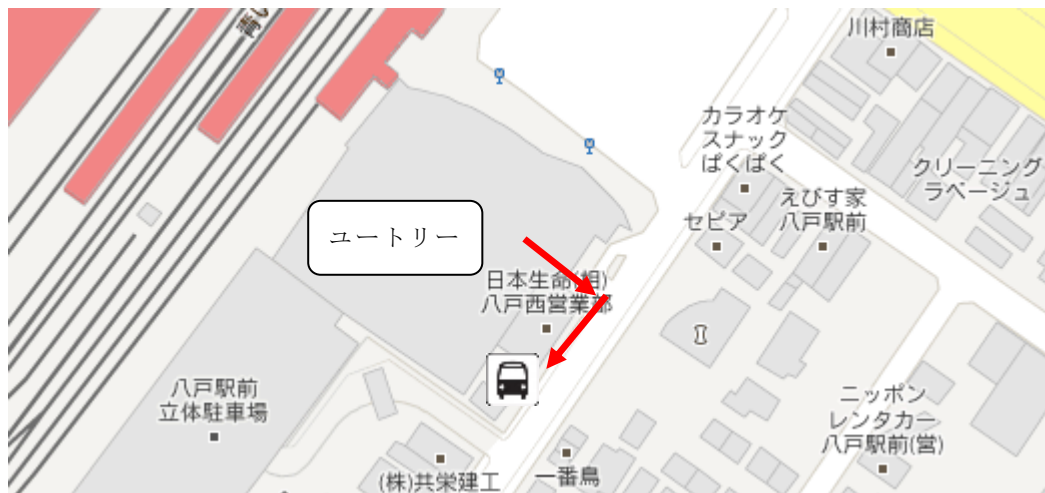 青い
川村商店
カラオケ
スナック
ぱくぱく
クリーニング
ラベージュ
えびす家
八戸駅前
セピア
ユートリー
日本生命(相)
八戸西営業部
八戸駅前
立体駐車場
ニッポン
レンタカー
八戸駅前(営)
(株)共栄建工
一番鳥